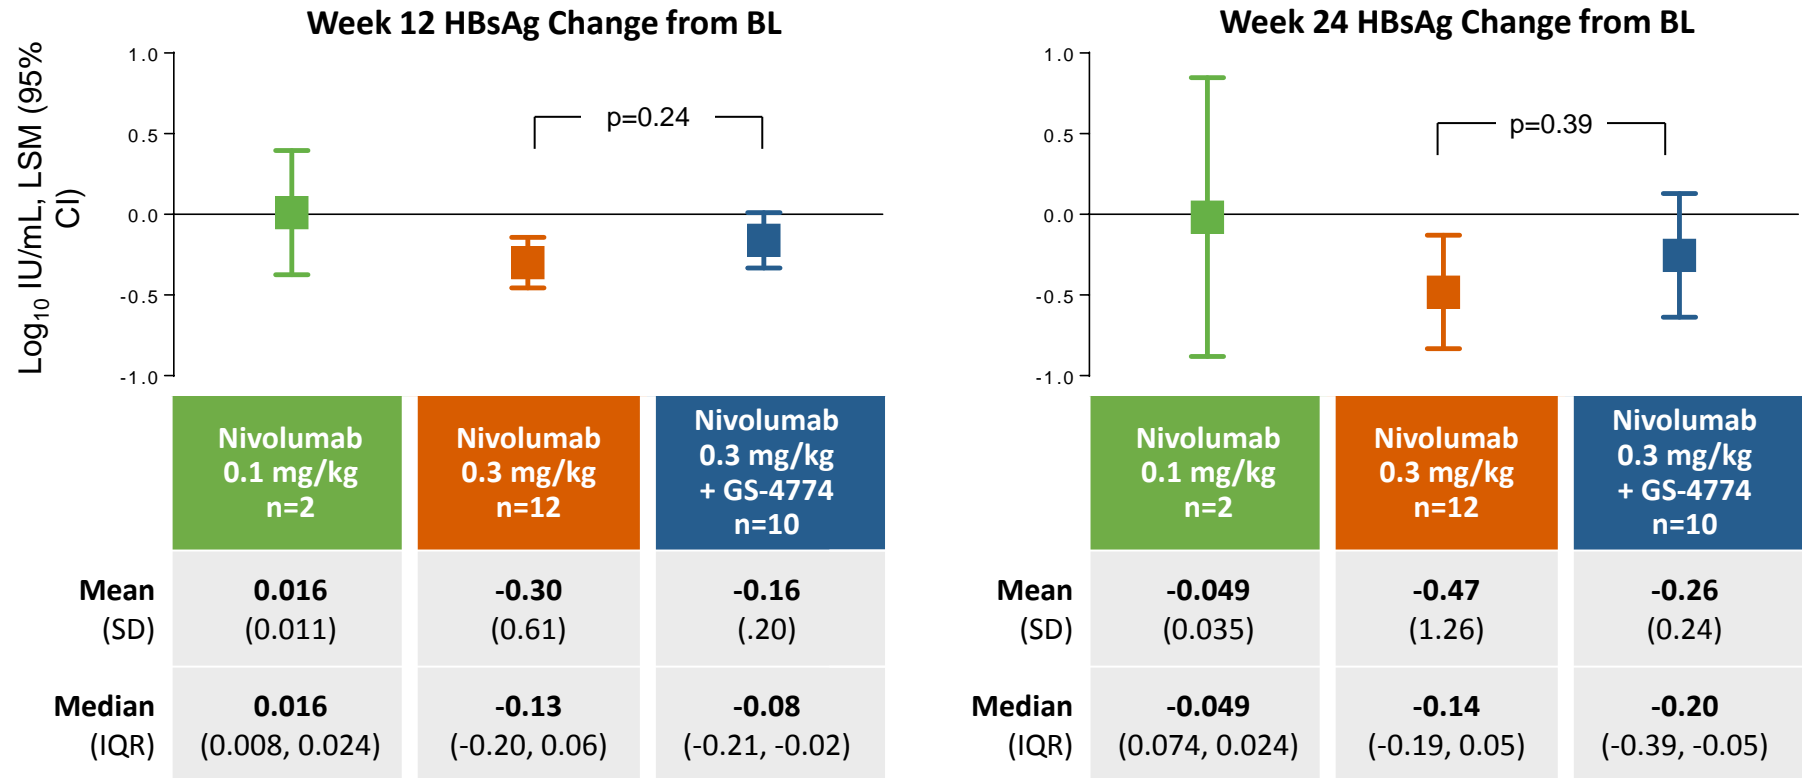 Week 12 HBsAg Change from BL
Log10 IU/mL, LSM (95%
CI)
1.0
0.5
0.0
-0.5
-1.0
p=0.24
Nivolumab
0.1 mg/kg
n=2
Nivolumab
0.3 mg/kg
n=12
Nivolumab
0.3 mg/kg
+ GS-4774
n=10
Mean 0.016 -0.30 -0.16
(SD) (0.011) (0.61) (.20)
Median 0.016 -0.13 -0.08
(IQR) (0.008, 0.024) (-0.20, 0.06) (-0.21, -0.02)
Week 24 HBsAg Change from BL
1.0
0.5
0.0
-0.5
-1.0
p=0.39
Nivolumab
0.1 mg/kg
n=2
Nivolumab
0.3 mg/kg
n=12
Nivolumab
0.3 mg/kg
+ GS-4774
n=10
Mean -0.049 -0.47 -0.26
(SD) (0.035) (1.26) (0.24)
Median -0.049 -0.14 -0.20
(IQR) (0.074, 0.024) (-0.19, 0.05) (-0.39, -0.05)